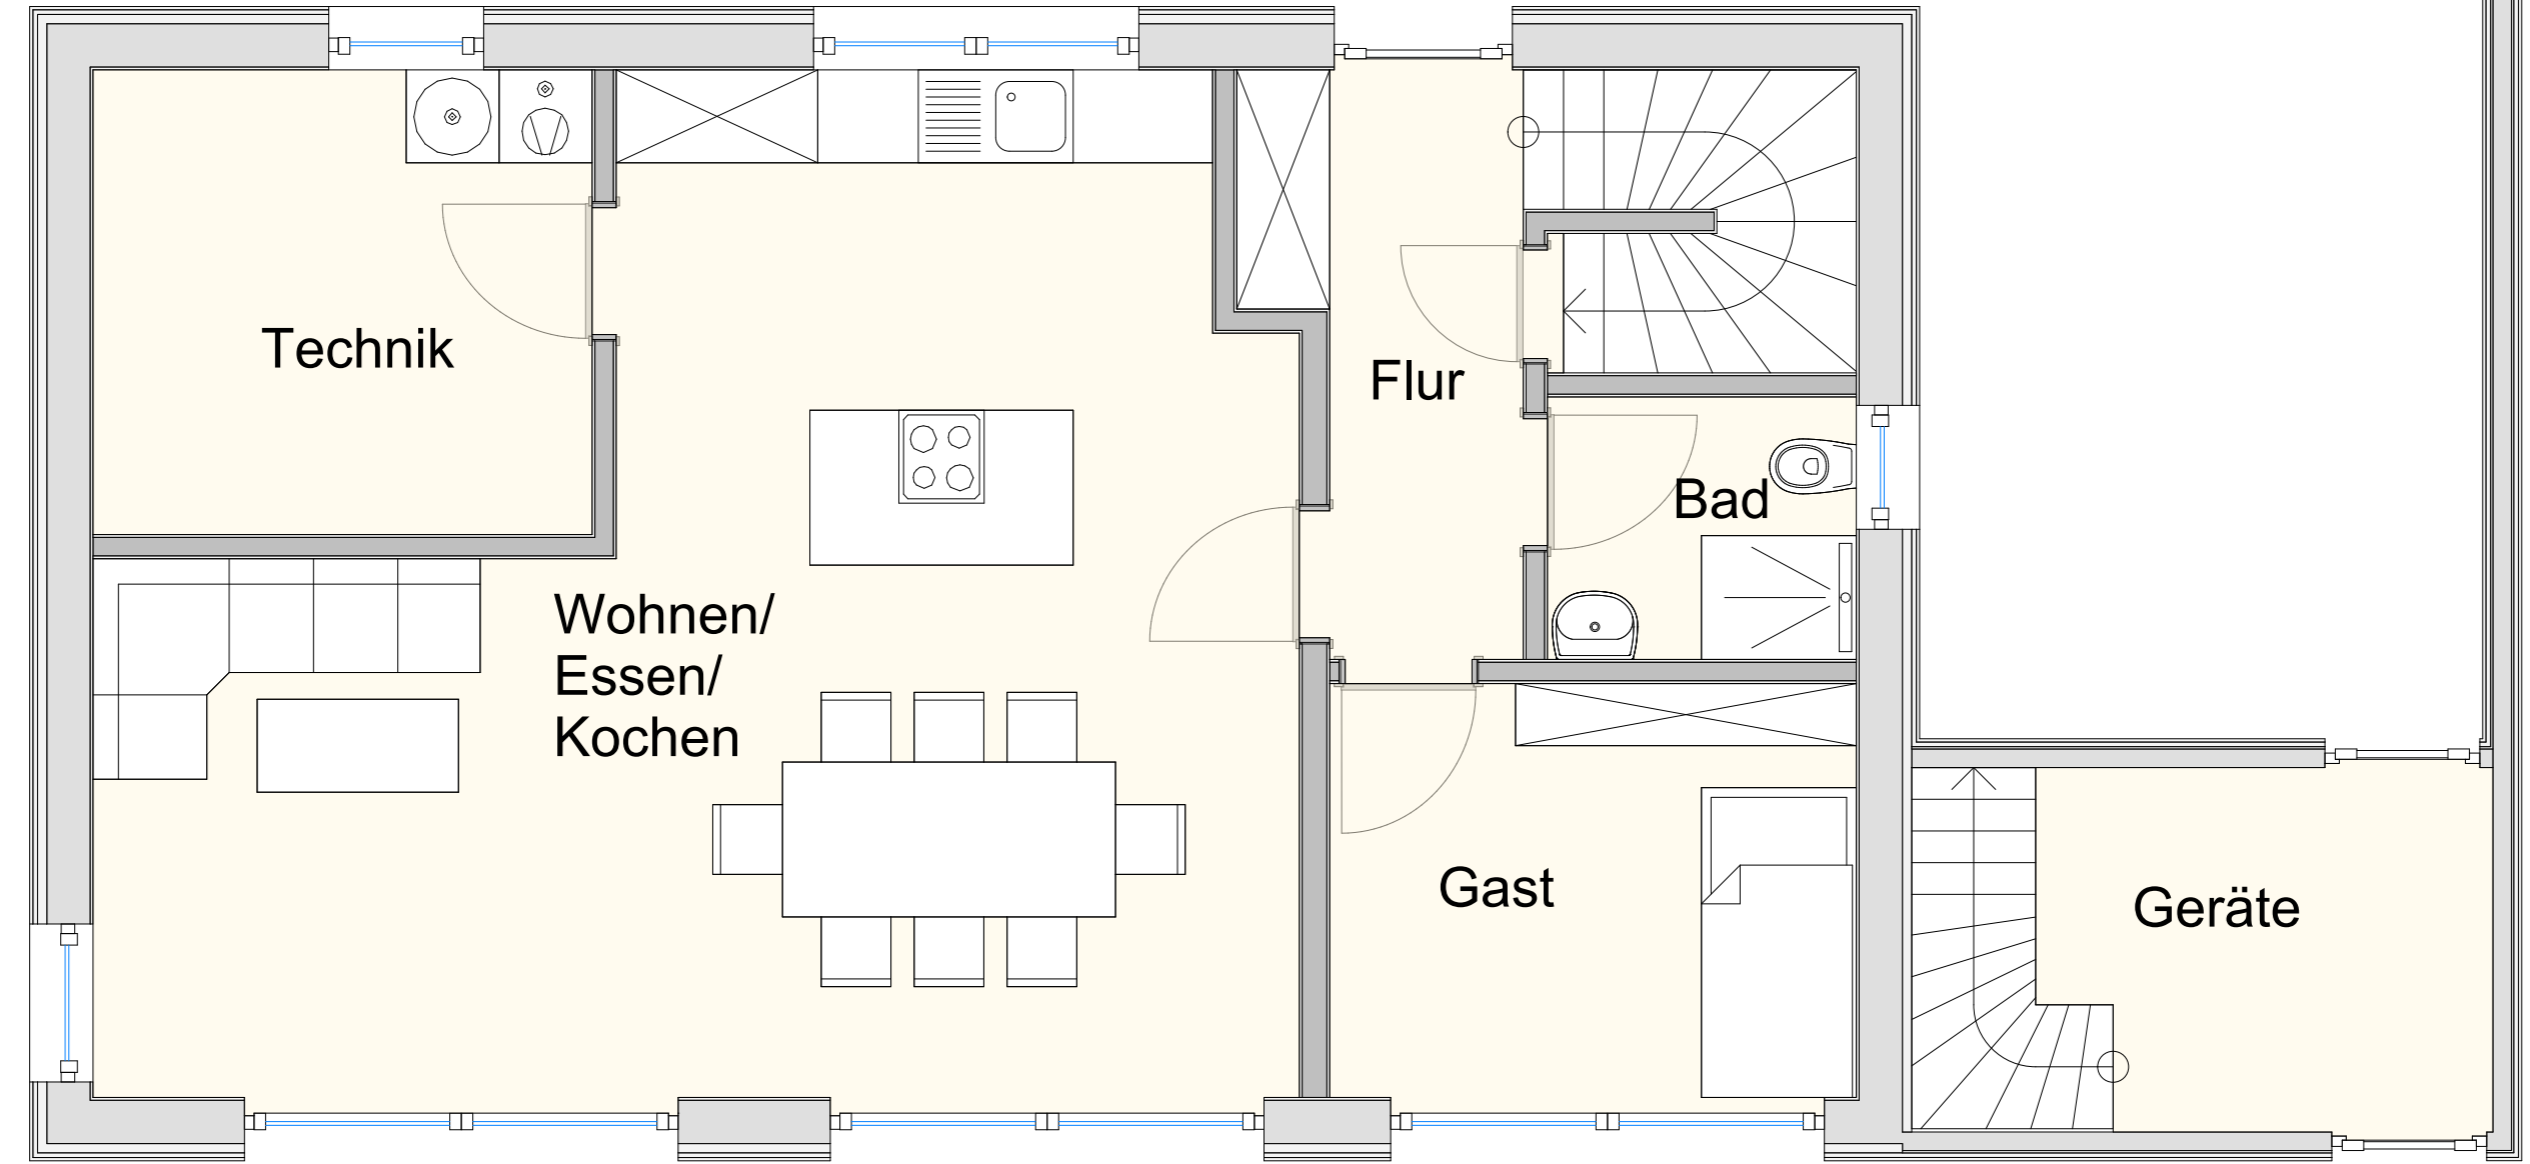 Technik
Flur
Bad
Wohnen/
Essen/
Kochen
Gast
Geräte